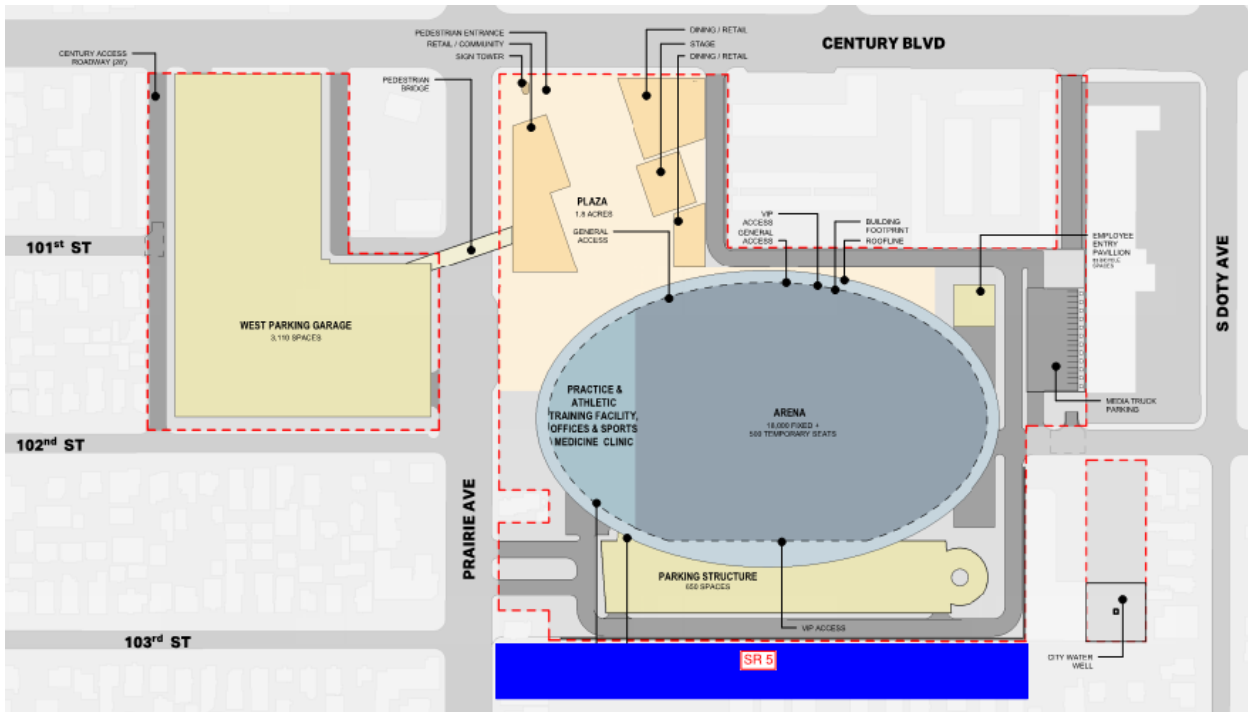 CENTURY BLVD
CENTURY ACCESS
ROADWAY (28')
PEDESTRIAN
BRIDGE
PEDESTRIAN ENTRANCE
RETAIL / COMMUNITY
SIGN TOWER
DINING / RETAIL
STAGE
DINING / RETAIL
PLAZA
1.8 ACRES
GENERAL
ACCESS
VIP
ACCESS
GENERAL
ACCESS
BUILDING
FOOTPRINT
ROOFLINE
EMPLOYEE
ENTRY
PAVILION
SPACES
101st ST
S DOTY AVE
WEST PARKING GARAGE
3,110 SPACES
PRACTICE &
ATHLETIC
TRAINING FACILITY,
OFFICES & SPORTS
MEDICINE CLINIC
ARENA
18,000 FIXED +
500 TEMPORARY SEATS
MEDIA TRUCK
PARKING
102nd ST
PRAIRIE AVE
PARKING STRUCTURE
650 SPACES
VIP ACCESS
103rd ST
SR 5
CITY WATER
WELL